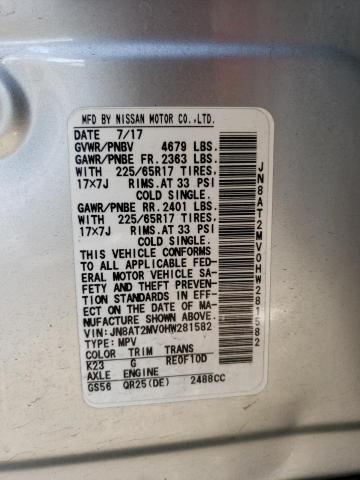 MFD BY NISSAN MOTOR CO.,LTD.
DATE 7/17
GVWR/PNBV 4679 LBS.
GAWR/PNBE FR. 2363 LBS.
WITH 225/65R17 TIRES,
17×7J RIMS.AT 33 PSI
COLD SINGLE.
GAWR/PNBE RR. 2401 LBS.
WITH 225/65R17 TIRES,
17×7J RIMS.AT 33 PSI
COLD SINGLE.
THIS VEHICLE CONFORMS
TO ALL APPLICABLE FED-
ERAL MOTOR VEHICLE SA-
FETY AND THEFT PREVEN-
TION STANDARDS IN EFF-
ECT ON THE DATE OF MA-
NUFACTURE SHOWN ABOVE.
VIN:JN8AT2MV0HW281582
TYPE: MPV
COLOR TRIM TRANS
K23 G RE0F10D
AXLE ENGINE
GS56 QR25(DE) 2488CC
JN8AT2MV0HW281582